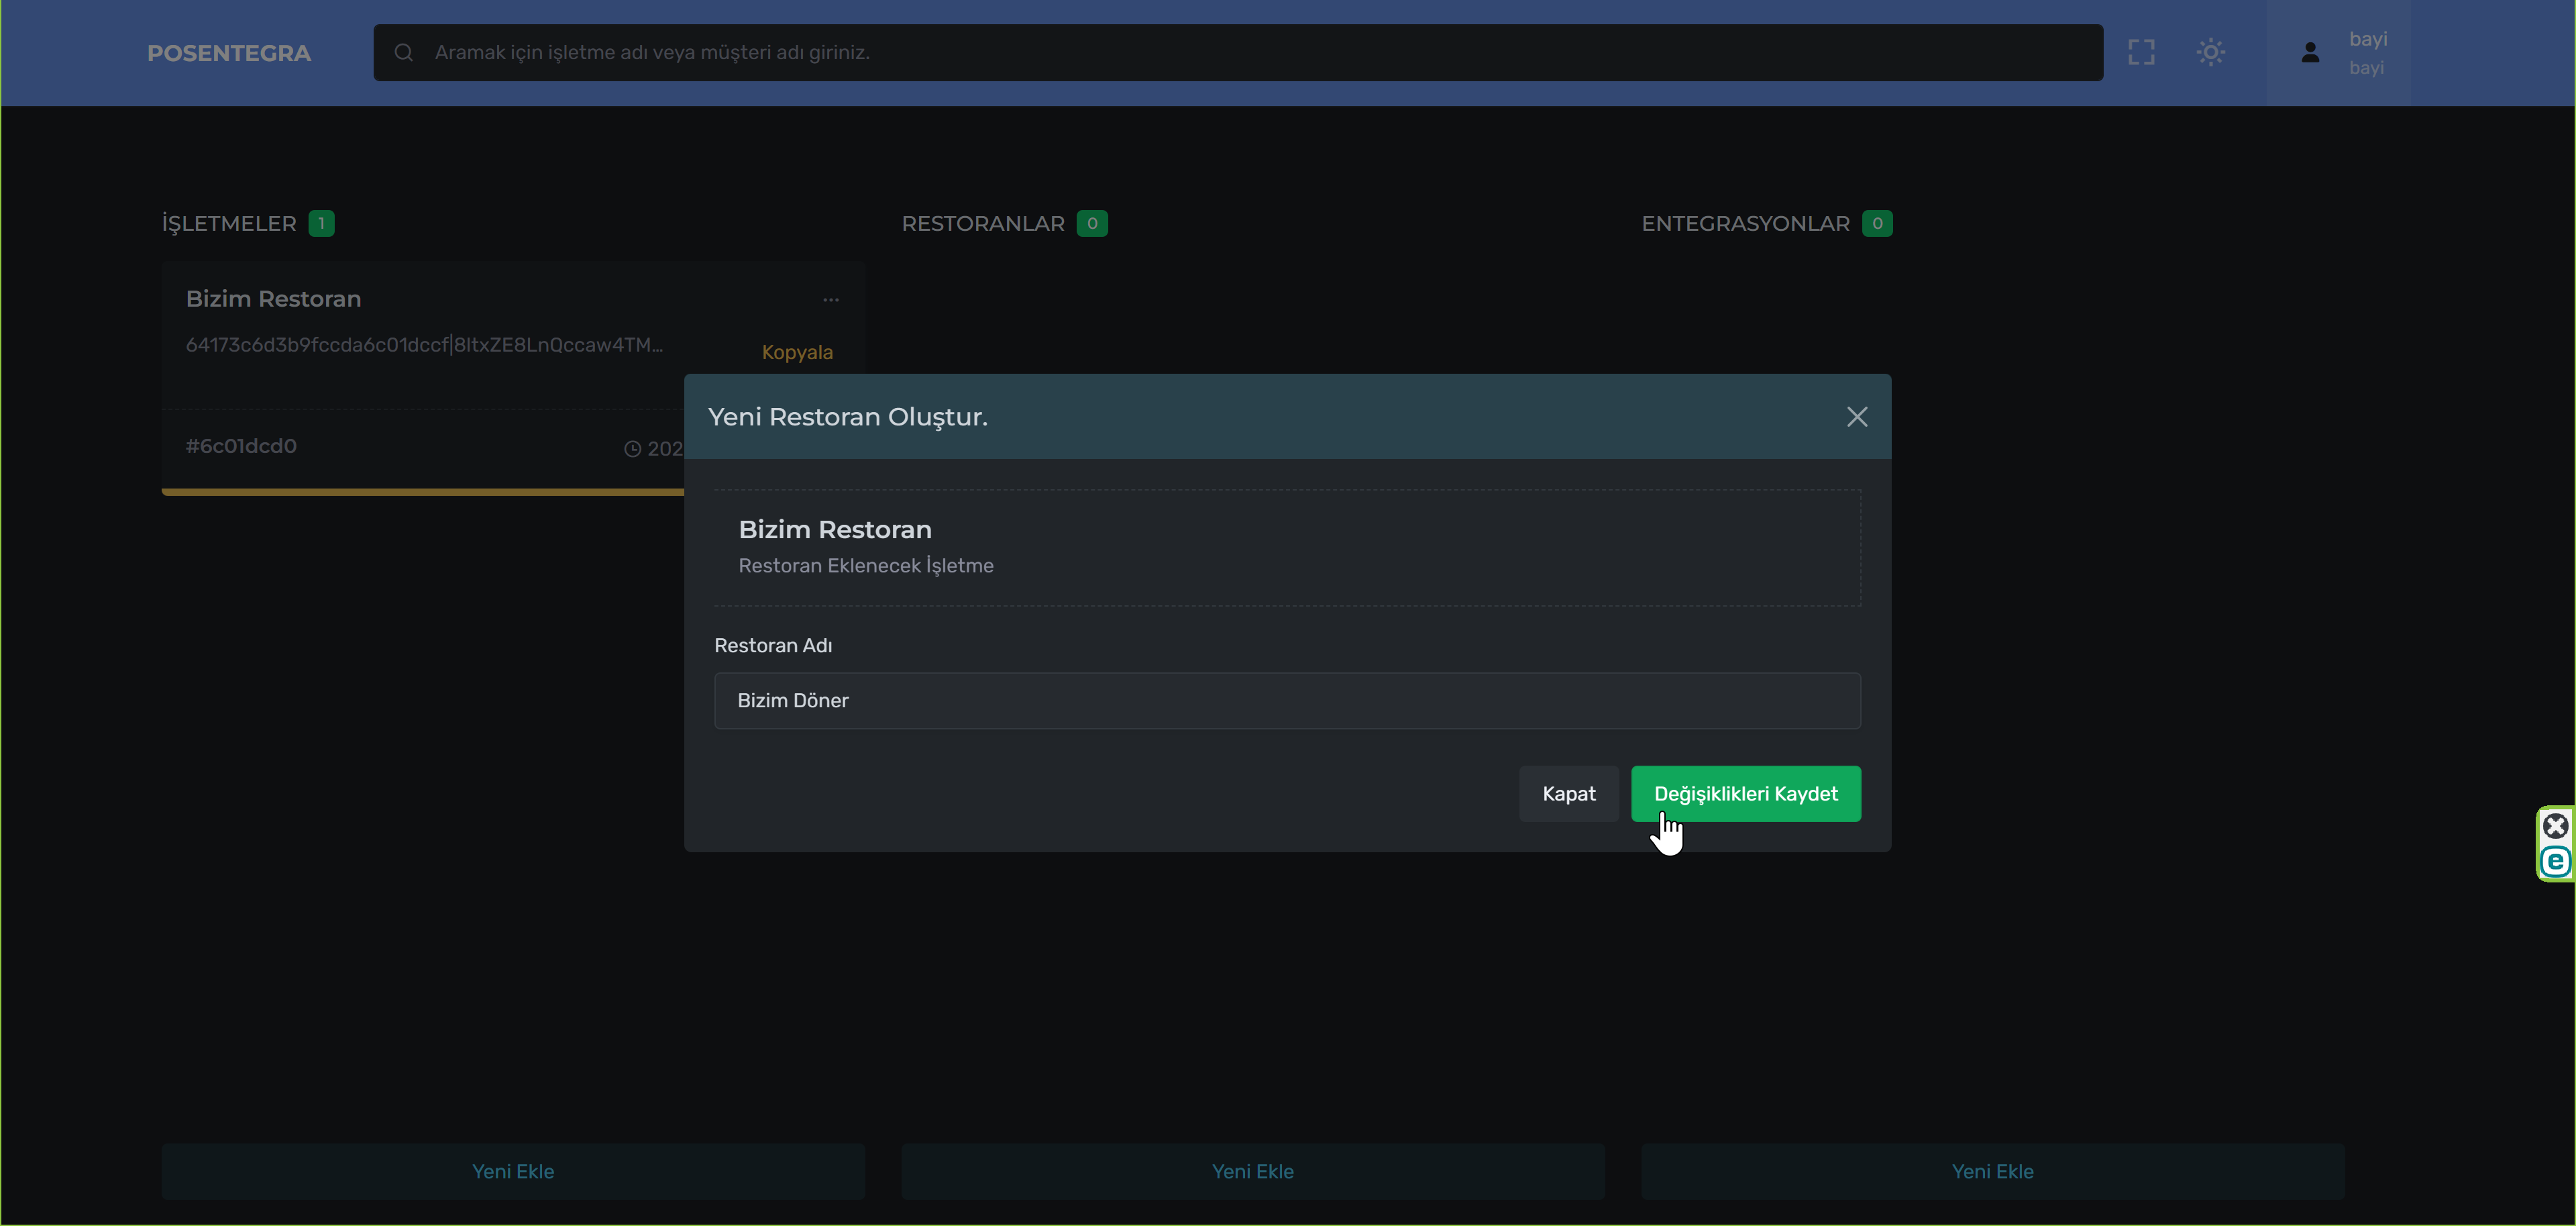 POSENTEGRA
Aramak için işletme adı veya müşteri adı giriniz.
bayi
bayi
İŞLETMELER 1
RESTORANLAR 0
ENTEGRASYONLAR 0
Bizim Restoran
64173c6d3b9fccda6c01dccf|8ItxZE8LnQccaw4TM...
Kopyala
#6c01dcd0
202
Yeni Restoran Oluştur.
Bizim Restoran
Restoran Eklenecek İşletme
Restoran Adı
Bizim Döner
Kapat
Değişiklikleri Kaydet
e
Yeni Ekle
Yeni Ekle
Yeni Ekle